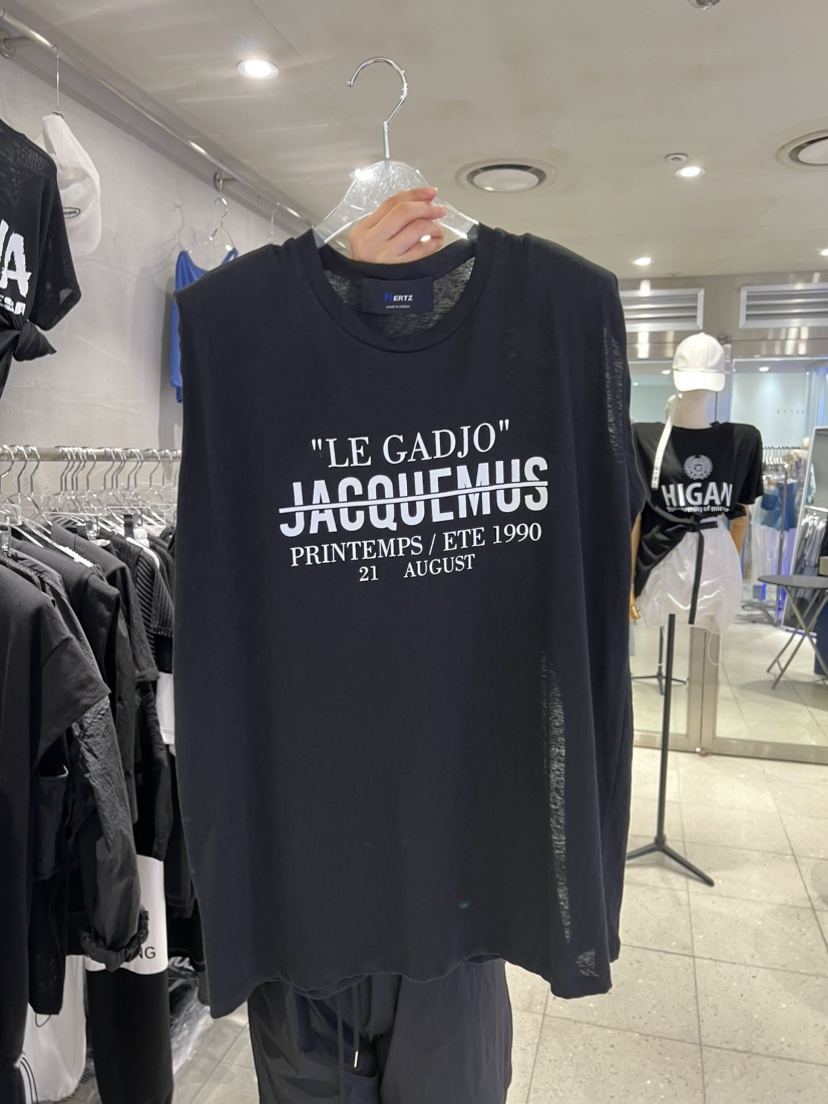 HERTZ
"LE GADJO"
JACQUEMUS
PRINTEMPS / ETE 1990
21 AUGUST
HIGAN